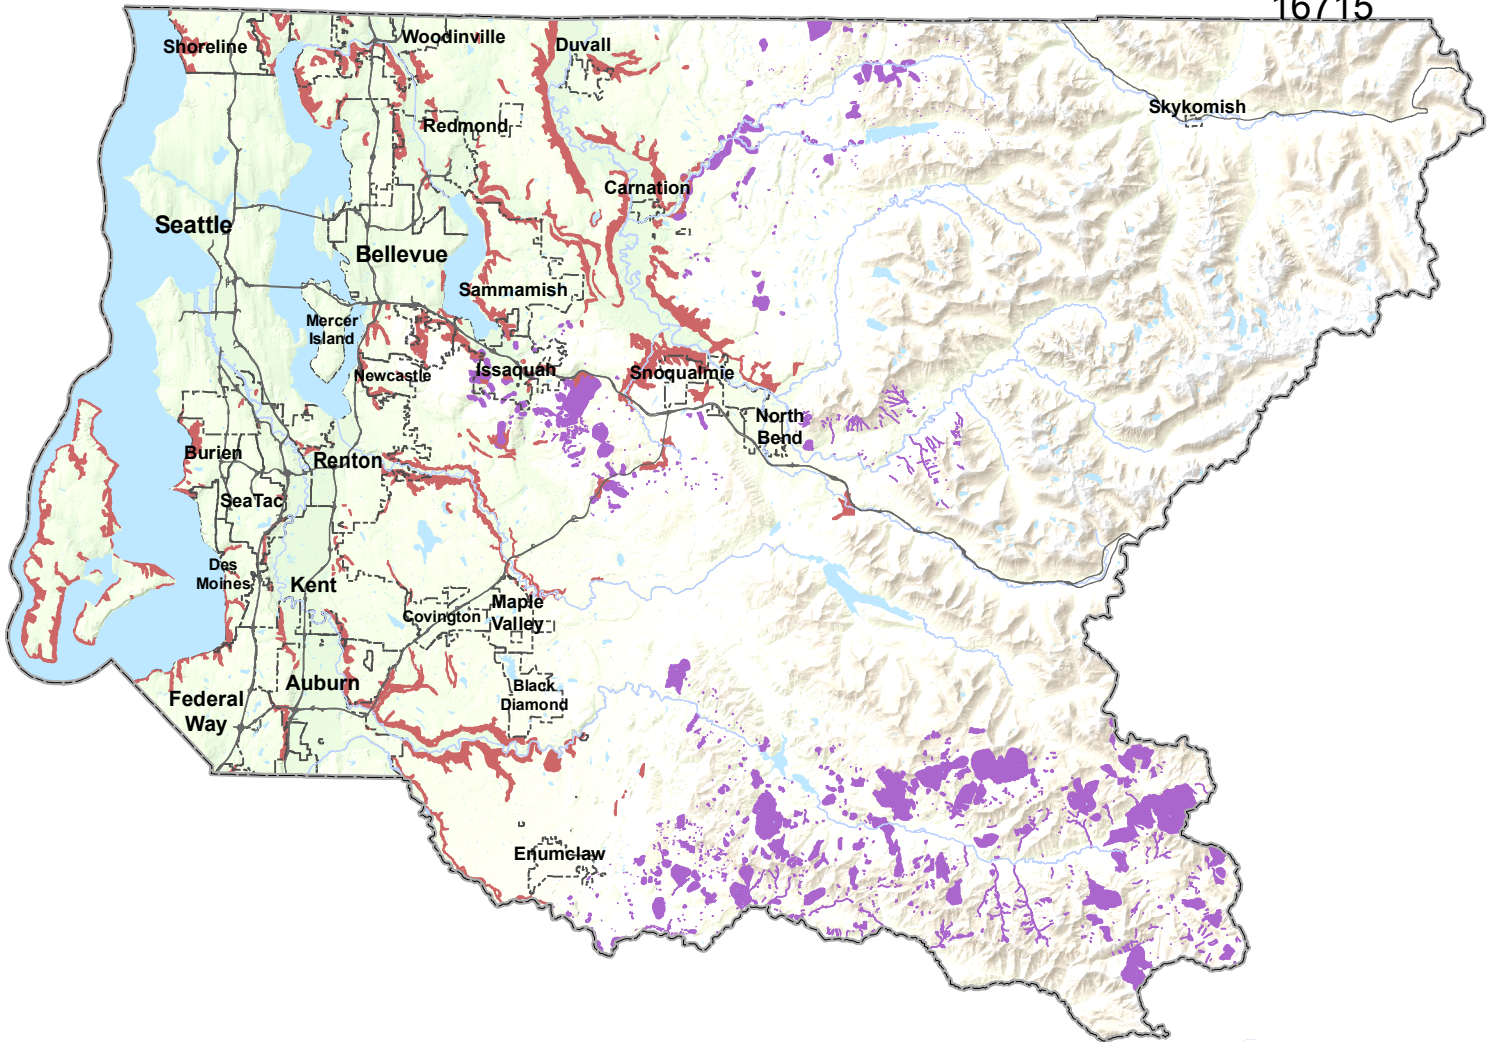 16715
Shoreline
Woodinville
Duvall
Skykomish
Redmond
Carnation
Seattle
Bellevue
Sammamish
Mercer
Island
Newcastle
Issaquah
Snoqualmie
North
Bend
Burien
Renton
SeaTac
Des
Moines
Kent
Covington
Maple
Valley
Auburn
Black
Diamond
Federal
Way
Enumclaw